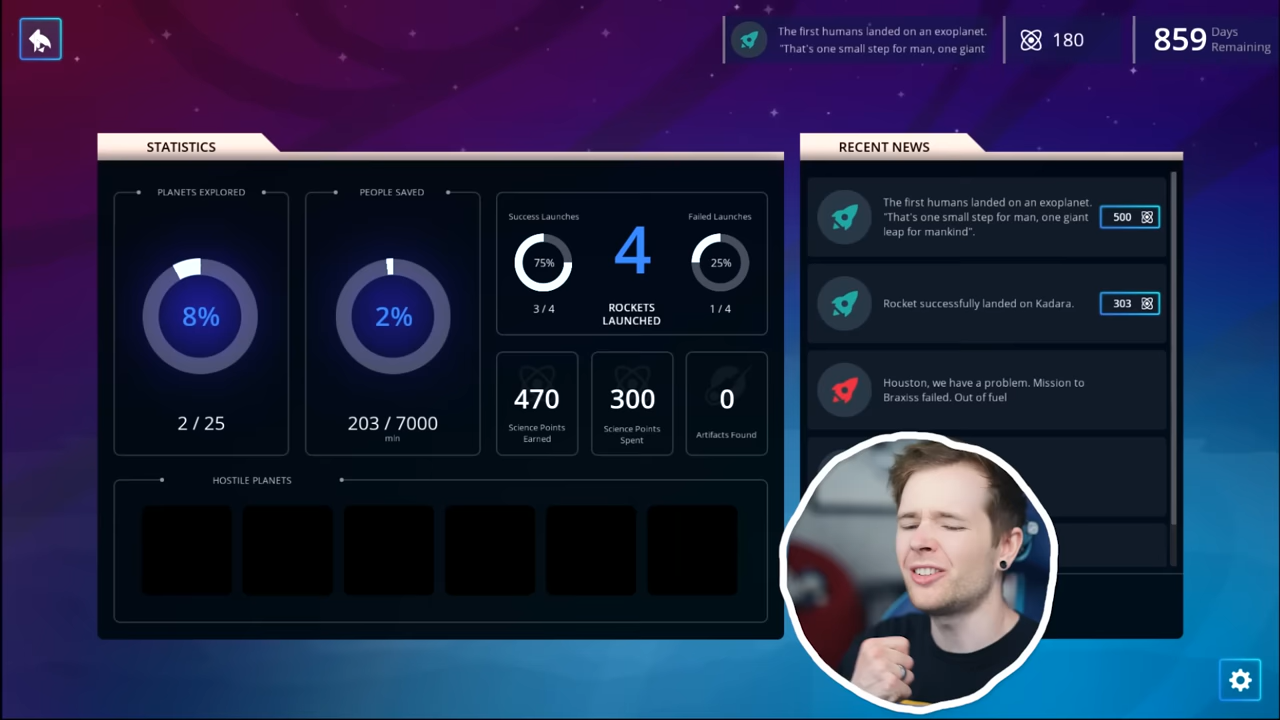 The first humans landed on an exoplanet.
"That's one small step for man, one giant
180
859
Days
Remaining
STATISTICS
PLANETS EXPLORED
8%
2 / 25
PEOPLE SAVED
2%
203 / 7000
min
Success Launches
75%
3 / 4
4
ROCKETS
LAUNCHED
Failed Launches
25%
1 / 4
470
Science Points
Earned
300
Science Points
Spent
0
Artifacts Found
HOSTILE PLANETS
RECENT NEWS
The first humans landed on an exoplanet.
"That's one small step for man, one giant
leap for mankind".
500
Rocket successfully landed on Kadara.
303
Houston, we have a problem. Mission to
Braxiss failed. Out of fuel